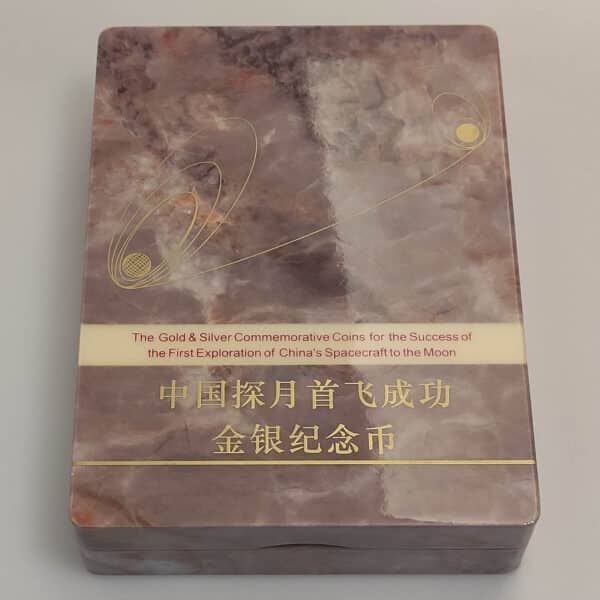 The Gold & Silver Commemorative Coins for the Success of
the First Exploration of China's Spacecraft to the Moon
中国探月首飞成功
金银纪念币